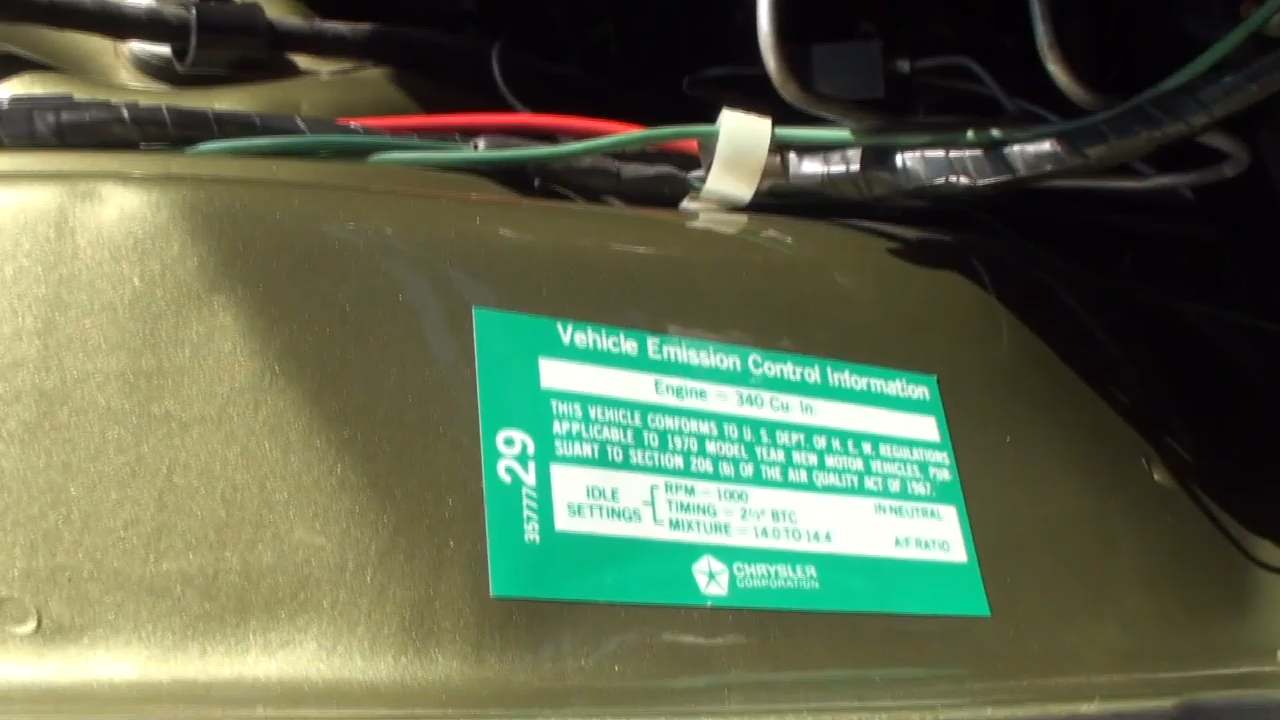 Vehicle Emission Control Information
Engine = 340 Cu. In.
THIS VEHICLE CONFORMS TO U. S. DEPT. OF H. E. W. REGULATIONS
APPLICABLE TO 1970 MODEL YEAR NEW MOTOR VEHICLES, PUR-
SUANT TO SECTION 206 (6) OF THE AIR QUALITY ACT OF 1967.
IDLE
SETTINGS
RPM = 1000 IN NEUTRAL
TIMING = 2½° BTC
MIXTURE = 14.0 TO 14.4 A/F RATIO
3577729
CHRYSLER
CORPORATION